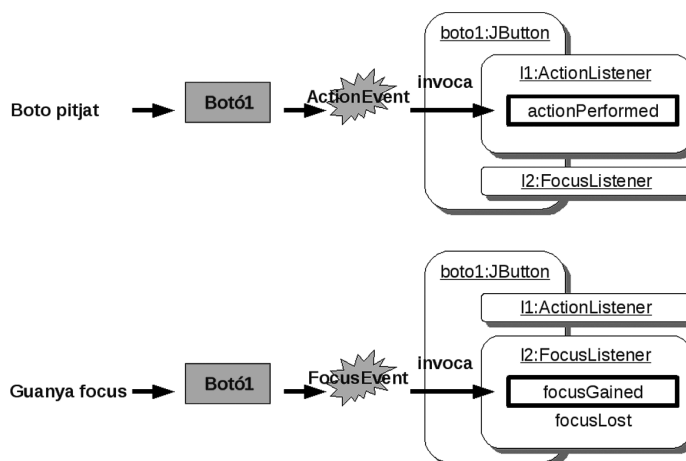 boto1:JButton
l1:ActionListener
Boto pitjat
Botó1
ActionEvent
invoca
actionPerformed
l2:FocusListener
boto1:JButton
l1:ActionListener
l2:FocusListener
Guanya focus
Botó1
FocusEvent
invoca
focusGained
focusLost